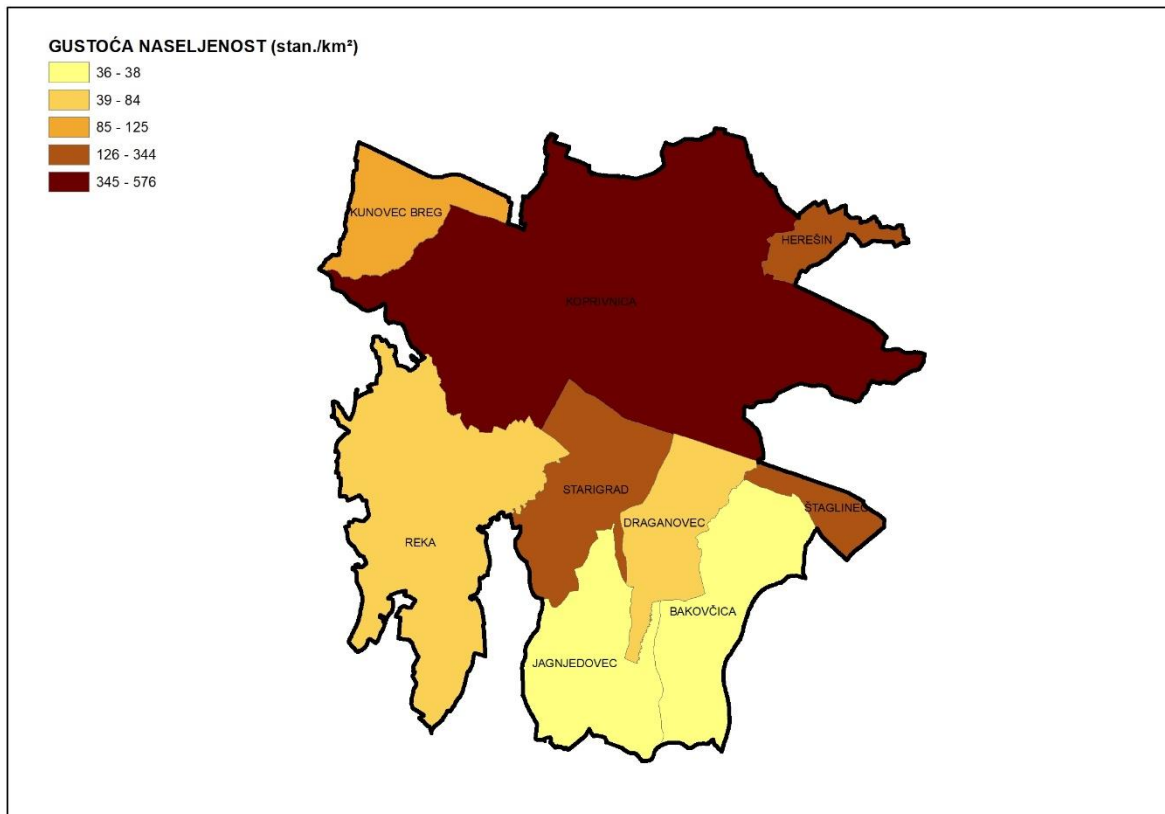 GUSTOĆA NASELJENOST (stan./km²)
36 - 38
39 - 84
85 - 125
126 - 344
345 - 576
KUNOVEC BREG
HEREŠIN
KOPRIVNICA
STARIGRAD
ŠTAGLINEC
DRAGANOVEC
REKA
BAKOVČICA
JAGNJEDOVEC